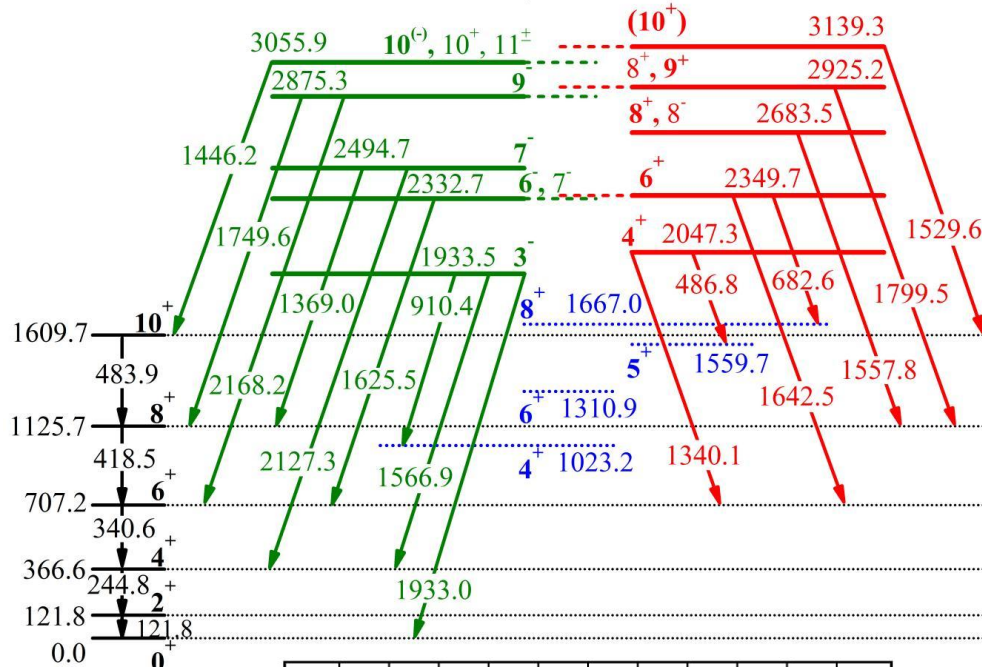 (10⁺) 3139.3
3055.9 10⁽⁻⁾, 10⁺, 11±
8⁺, 9⁺ 2925.2
2875.3 9⁻
8⁺, 8⁻ 2683.5
1446.2 2494.7 7⁻
2332.7 6⁻, 7⁻ 6⁺ 2349.7
1749.6 1529.6
1933.5 3⁻ 4⁺ 2047.3
1369.0 910.4 486.8 682.6 1799.5
10⁺ 8⁺ 1667.0
1609.7
5⁺ 1559.7
483.9 2168.2 1625.5 1557.8
6⁺ 1310.9 1642.5
1125.7 8⁺
418.5 2127.3 1566.9 4⁺ 1023.2 1340.1
707.2 6⁺
340.6
366.6 4⁺
244.8 2⁺ 1933.0
121.8
121.8
0.0 0⁺